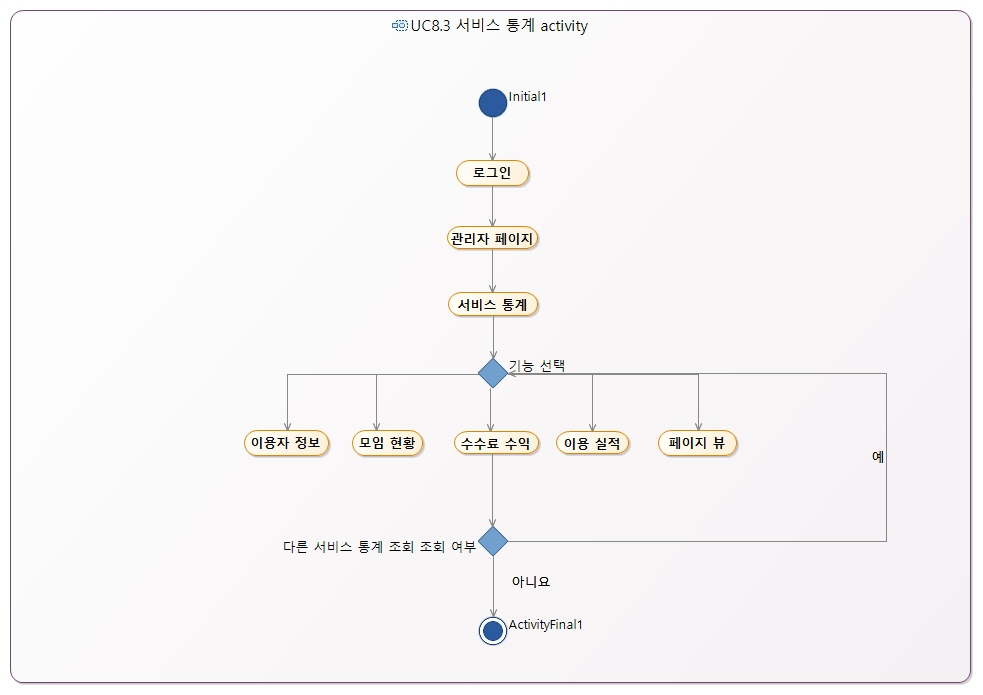 UC8.3 서비스 통계 activity
Initial1
로그인
관리자 페이지
서비스 통계
기능 선택
이용자 정보
모임 현황
수수료 수익
이용 실적
페이지 뷰
예
다른 서비스 통계 조회 조회 여부
아니요
ActivityFinal1